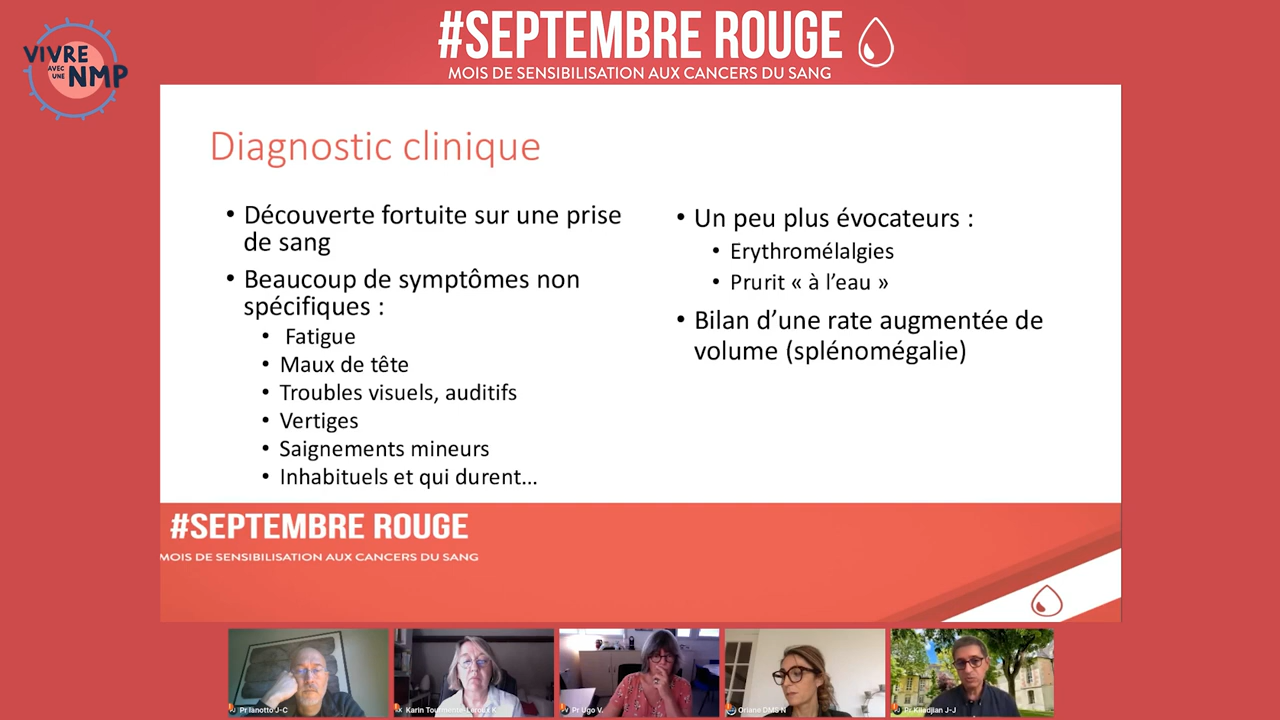 VIVRE
AVEC
UNE
NMP
#SEPTEMBRE ROUGE
MOIS DE SENSIBILISATION AUX CANCERS DU SANG
Diagnostic clinique
• Découverte fortuite sur une prise
de sang
• Beaucoup de symptômes non
spécifiques :
• Fatigue
• Maux de tête
• Troubles visuels, auditifs
• Vertiges
• Saignements mineurs
• Inhabituels et qui durent...
• Un peu plus évocateurs :
• Erythromélalgies
• Prurit « à l’eau »
• Bilan d’une rate augmentée de
volume (splénomégalie)
#SEPTEMBRE ROUGE
MOIS DE SENSIBILISATION AUX CANCERS DU SANG
Pr Ianotto J-C
Karin
Pr Ugo V.
Oriane DMS N
Pr Kiladjian J-J